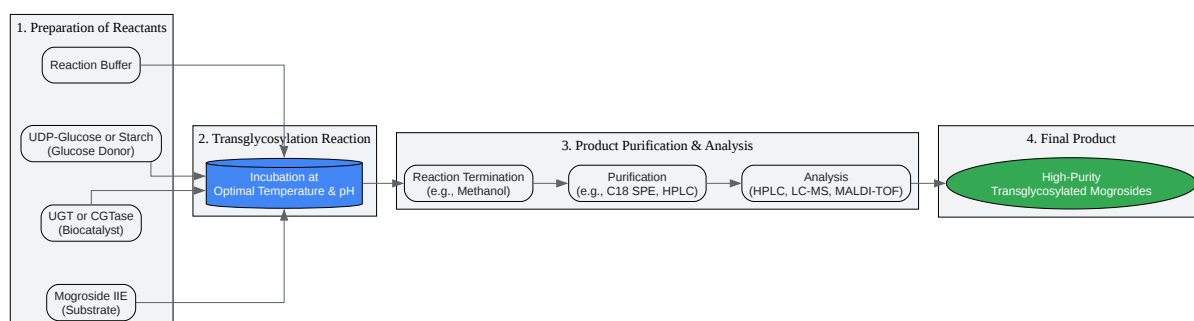 1. Preparation of Reactants
Reaction Buffer
UDP-Glucose or Starch
(Glucose Donor)
UGT or CGTase
(Biocatalyst)
Mogroside IIE
(Substrate)
2. Transglycosylation Reaction
Incubation at
Optimal Temperature & pH
3. Product Purification & Analysis
Reaction Termination
(e.g., Methanol)
Purification
(e.g., C18 SPE, HPLC)
Analysis
(HPLC, LC-MS, MALDI-TOF)
4. Final Product
High-Purity
Transglycosylated Mogrosides